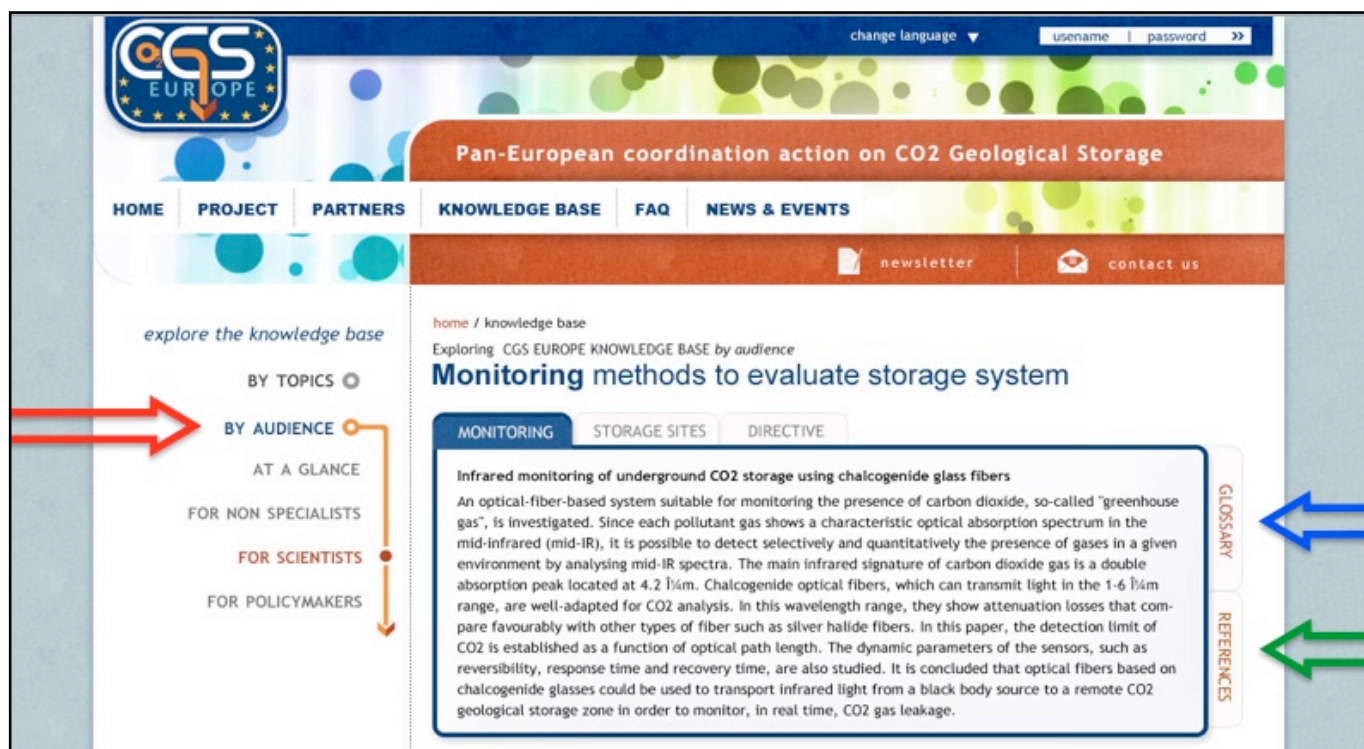 CO2GS
EUROPE
change language ▼
usename | password »
Pan-European coordination action on CO2 Geological Storage
HOME PROJECT PARTNERS KNOWLEDGE BASE FAQ NEWS & EVENTS
newsletter contact us
explore the knowledge base
BY TOPICS
BY AUDIENCE
AT A GLANCE
FOR NON SPECIALISTS
FOR SCIENTISTS
FOR POLICYMAKERS
home / knowledge base
Exploring CGS EUROPE KNOWLEDGE BASE by audience
Monitoring methods to evaluate storage system
MONITORING STORAGE SITES DIRECTIVE
Infrared monitoring of underground CO2 storage using chalcogenide glass fibers
An optical-fiber-based system suitable for monitoring the presence of carbon dioxide, so-called "greenhouse
gas", is investigated. Since each pollutant gas shows a characteristic optical absorption spectrum in the
mid-infrared (mid-IR), it is possible to detect selectively and quantitatively the presence of gases in a given
environment by analysing mid-IR spectra. The main infrared signature of carbon dioxide gas is a double
absorption peak located at 4.2 Î¼m. Chalcogenide optical fibers, which can transmit light in the 1-6 Î¼m
range, are well-adapted for CO2 analysis. In this wavelength range, they show attenuation losses that com-
pare favourably with other types of fiber such as silver halide fibers. In this paper, the detection limit of
CO2 is established as a function of optical path length. The dynamic parameters of the sensors, such as
reversibility, response time and recovery time, are also studied. It is concluded that optical fibers based on
chalcogenide glasses could be used to transport infrared light from a black body source to a remote CO2
geological storage zone in order to monitor, in real time, CO2 gas leakage.
GLOSSARY
REFERENCES